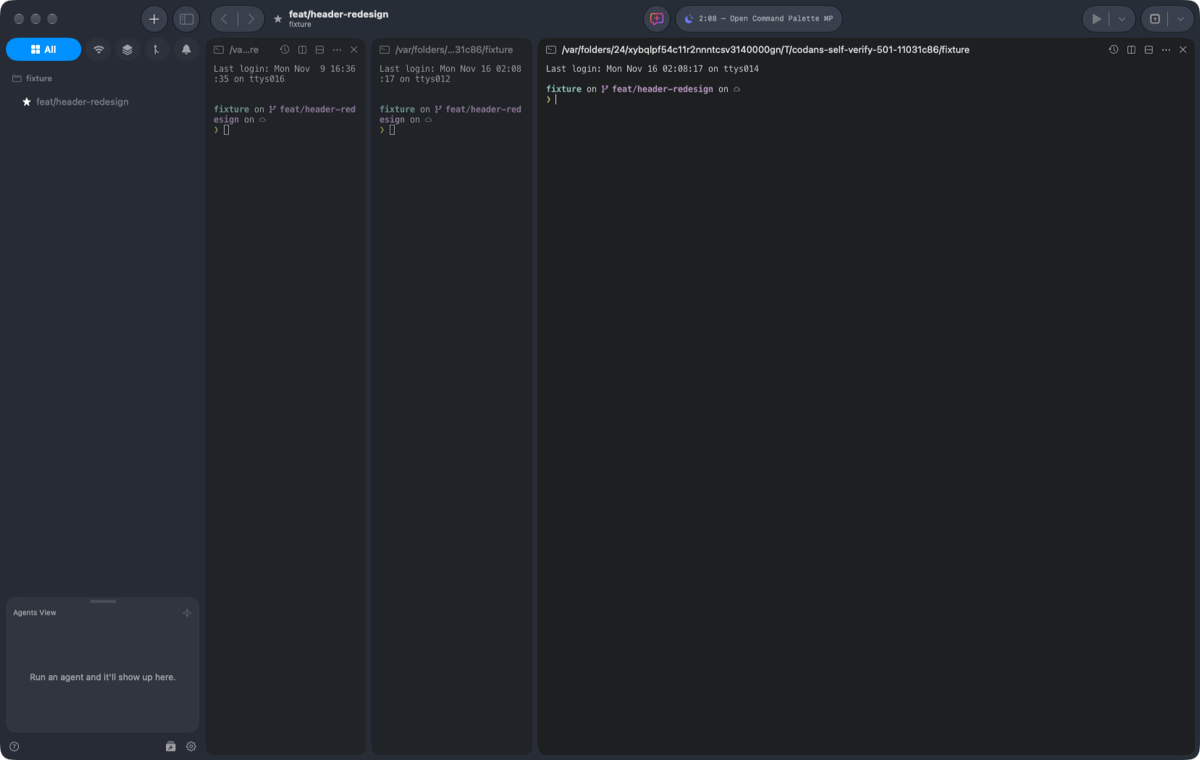 feat/header-redesign
fixture
2:08 — Open Command Palette ⌘P
All
fixture
feat/header-redesign
Agents View
Run an agent and it'll show up here.
/va...re
Last login: Mon Nov  9 16:36
:35 on ttys016
fixture on feat/header-red
esign on
❯
/var/folders/...31c86/fixture
Last login: Mon Nov 16 02:08
:17 on ttys012
fixture on feat/header-red
esign on
❯
/var/folders/24/xybqlpf54c11r2nnntcsv3140000gn/T/codans-self-verify-501-11031c86/fixture
Last login: Mon Nov 16 02:08:17 on ttys014
fixture on feat/header-redesign on
❯